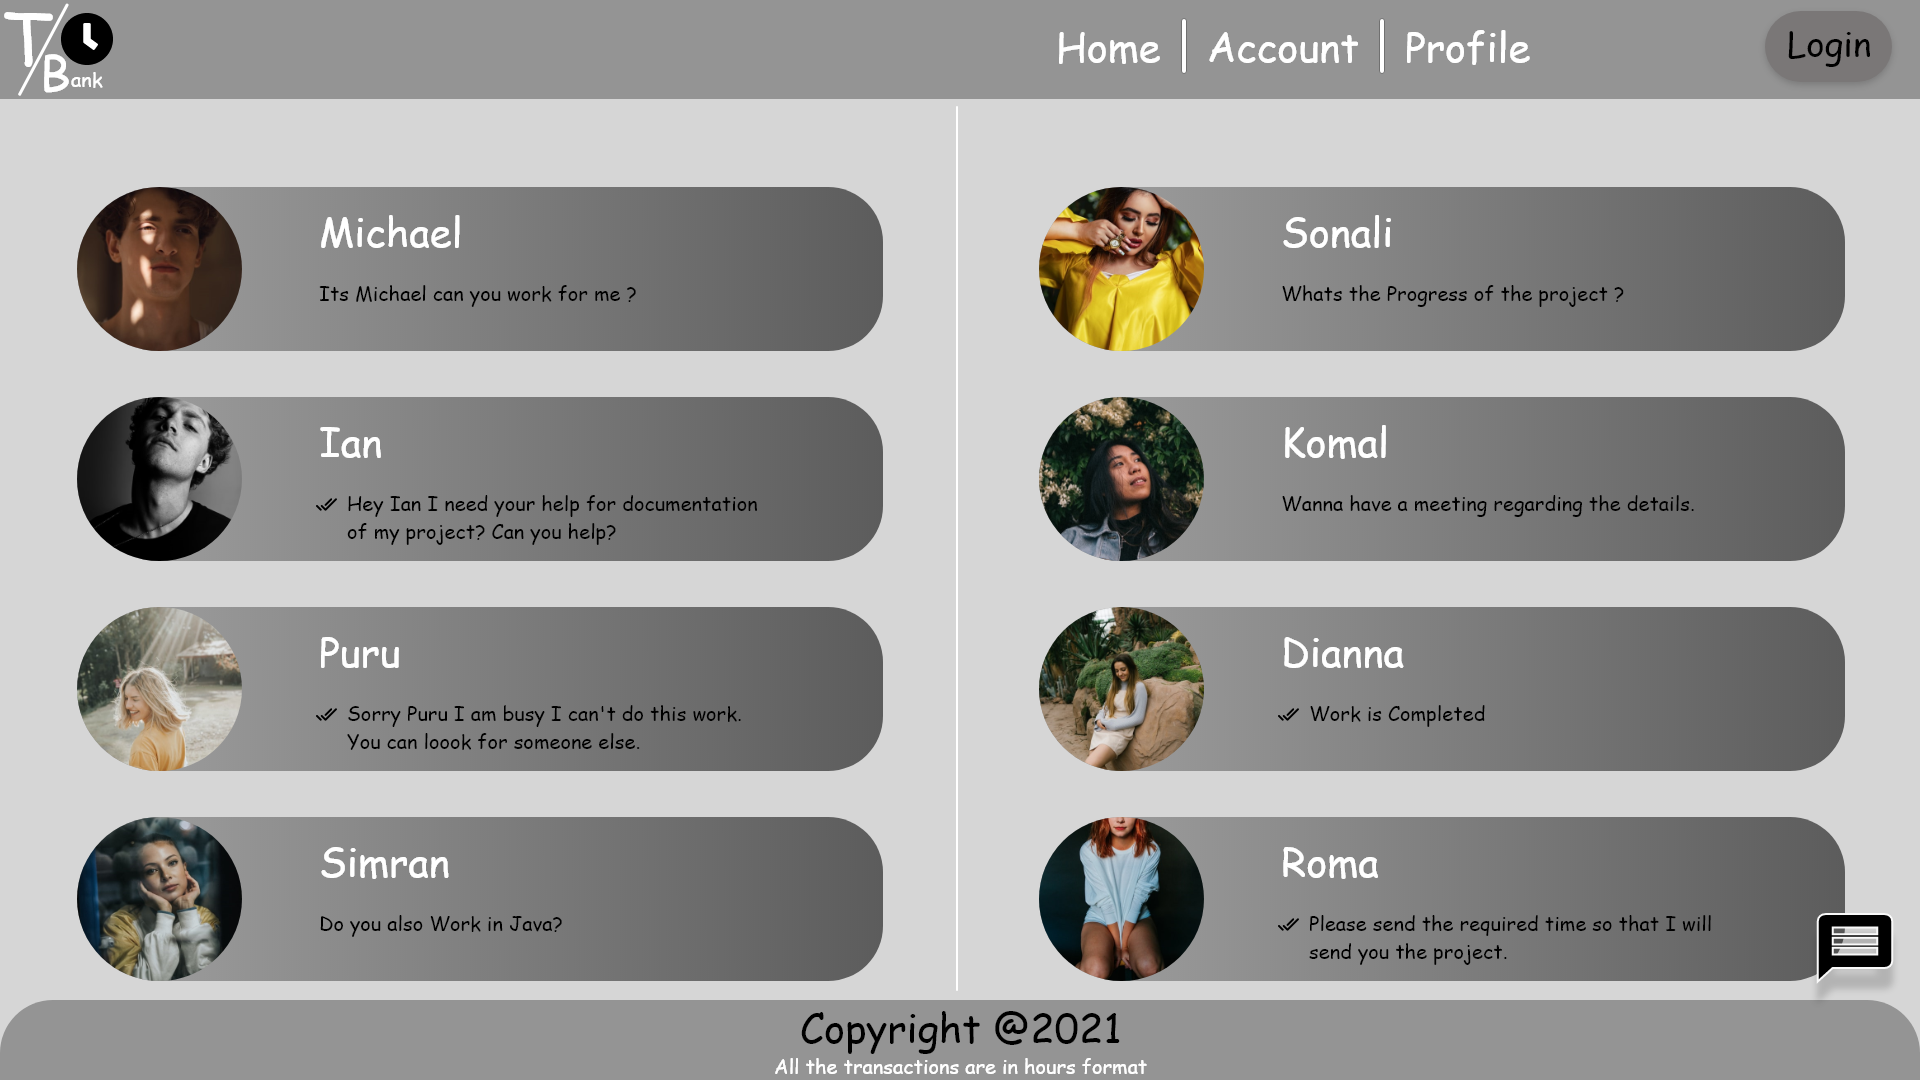 T/Bank
Home
Account
Profile
Login
Michael
Its Michael can you work for me ?
Ian
Hey Ian I need your help for documentation
of my project? Can you help?
Puru
Sorry Puru I am busy I can't do this work.
You can loook for someone else.
Simran
Do you also Work in Java?
Sonali
Whats the Progress of the project ?
Komal
Wanna have a meeting regarding the details.
Dianna
Work is Completed
Roma
Please send the required time so that I will
send you the project.
Copyright @2021
All the transactions are in hours format